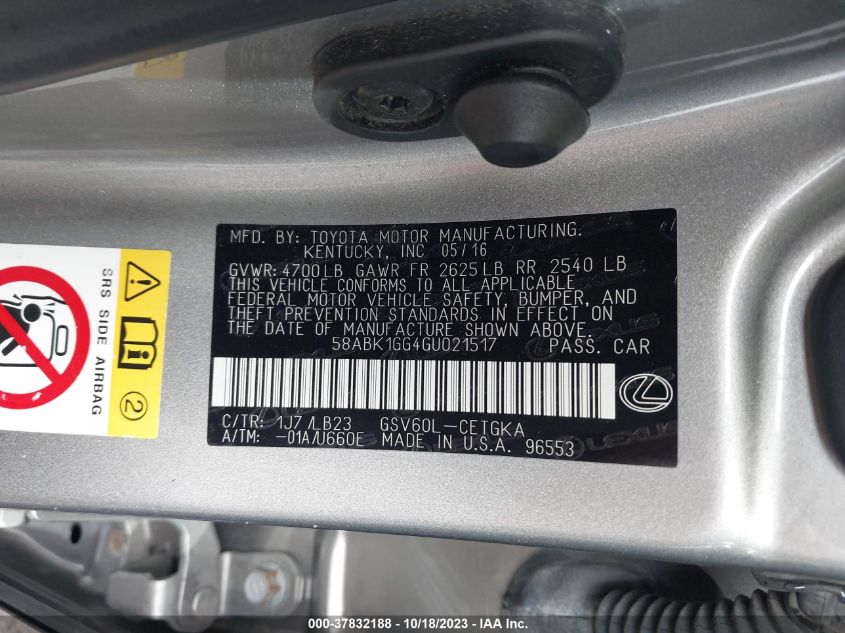 MFD. BY: TOYOTA MOTOR MANUFACTURING.
KENTUCKY, INC 05/16
GVWR: 4700LB GAWR FR 2625LB RR 2540 LB
THIS VEHICLE CONFORMS TO ALL APPLICABLE
FEDERAL MOTOR VEHICLE SAFETY, BUMPER, AND
THEFT PREVENTION STANDARDS IN EFFECT ON
THE DATE OF MANUFACTURE SHOWN ABOVE.
58ABK1GG4GU021517 PASS. CAR
C/TR: 1J7 /LB23 GSV60L-CETGKA
A/TM: -01A/U660E MADE IN U.S.A. 96553
SRS SIDE AIRBAG
2
LEXUS
000-37832188 - 10/18/2023 - IAA Inc.